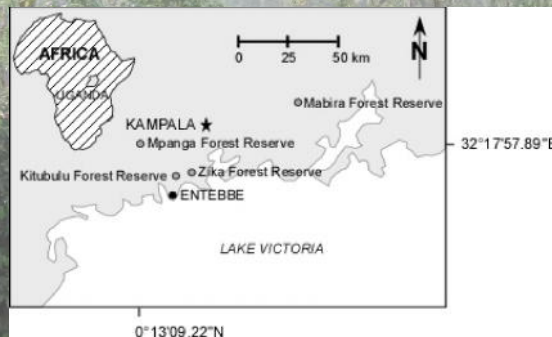 AFRICA
UGANDA
0 25 50 km
N
Mabira Forest Reserve
KAMPALA
Mpanga Forest Reserve
32°17'57.89"E
Kitubulu Forest Reserve
Zika Forest Reserve
ENTEBBE
LAKE VICTORIA
0°13'09.22"N